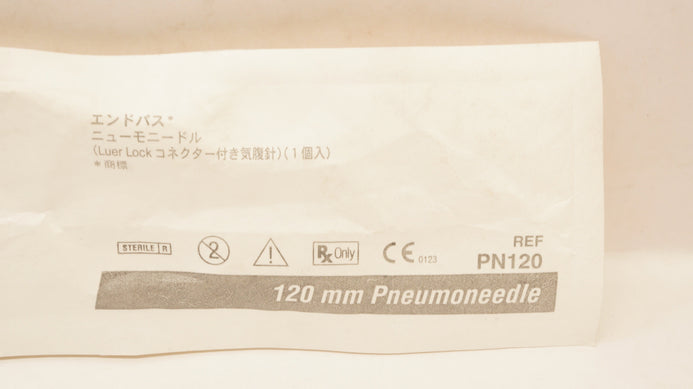 エンドパス*
ニューモニードル
(Luer Lock コネクター付き気腹針)(1個入)
*商標
STERILE R
2
Rx Only
CE 0123
REF
PN120
120 mm Pneumoneedle